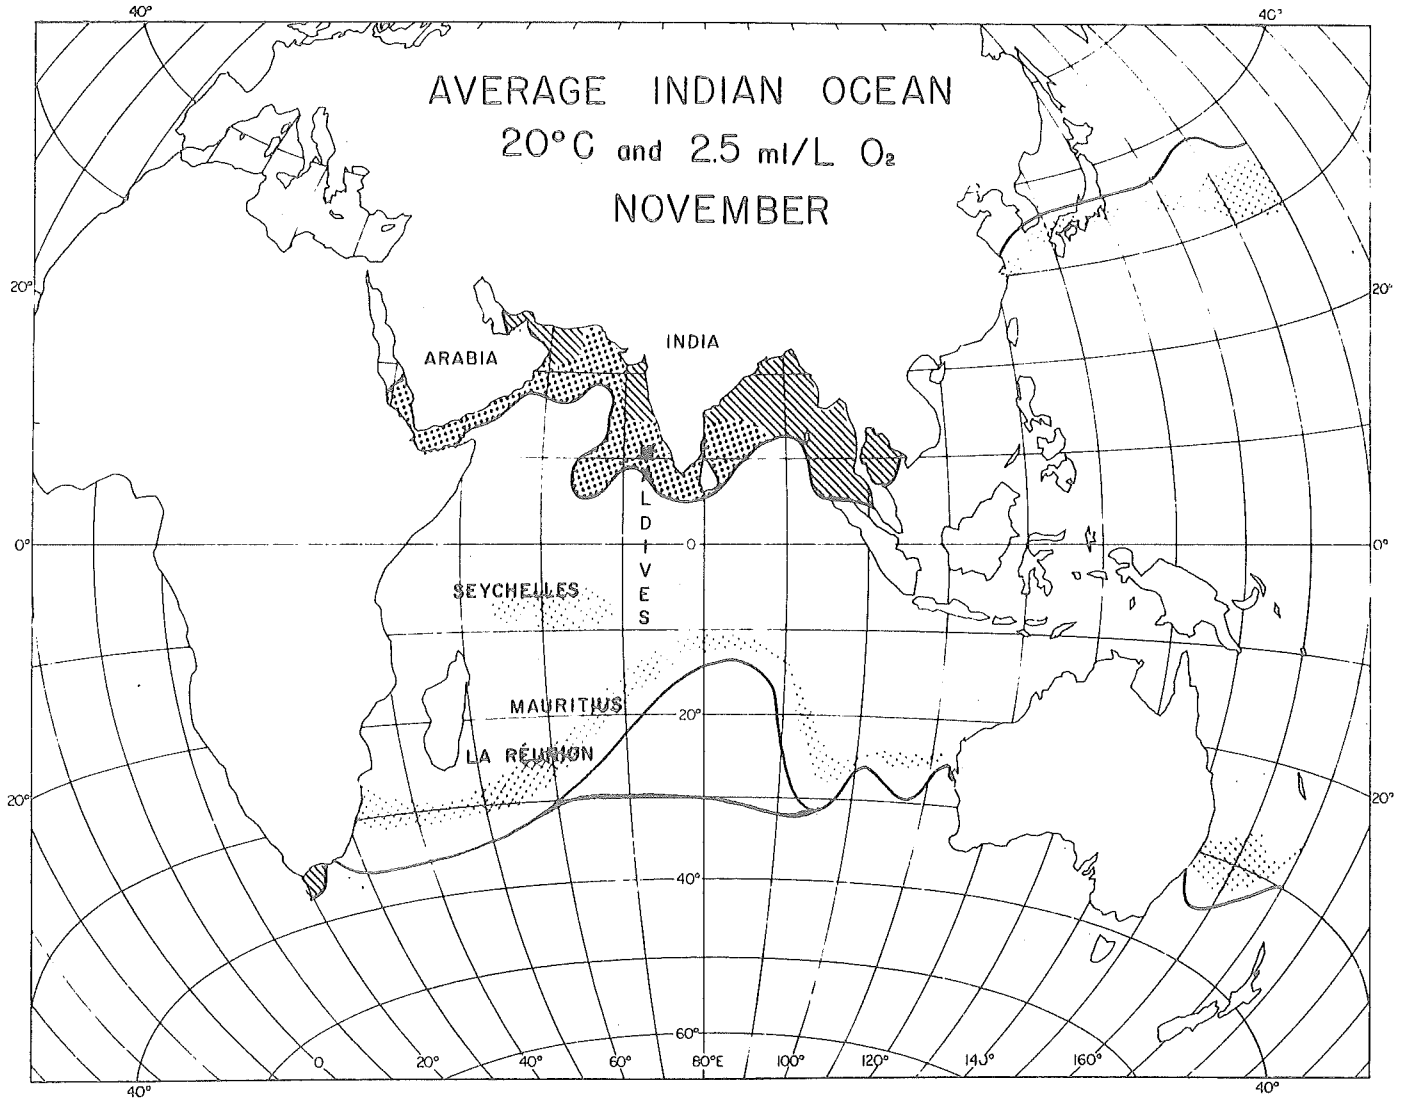 40° 40°
AVERAGE INDIAN OCEAN
20°C and 2.5 ml/L O₂
NOVEMBER
20° 20°
INDIA
ARABIA
L
D
I
V
E
S
0° 0 0°
SEYCHELLES
MAURITIUS
20°
LA RÉUNION
20° 20°
40°
60°
0 20° 40° 60° 80°E 100° 120° 140° 160°
40° 40°